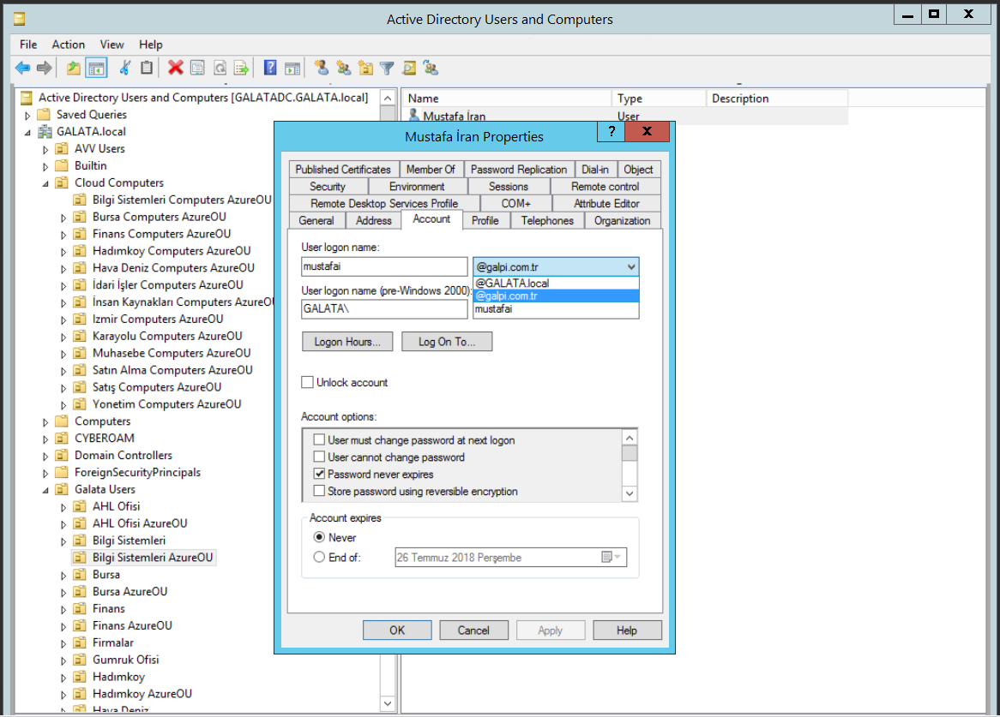 Active Directory Users and Computers
File Action View Help
Active Directory Users and Computers [GALATADC.GALATA.local]
Saved Queries
GALATA.local
AVV Users
Builtin
Cloud Computers
Bilgi Sistemleri Computers AzureOU
Bursa Computers AzureOU
Finans Computers AzureOU
Hadımkoy Computers AzureOU
Hava Deniz Computers AzureOU
İdari İşler Computers AzureOU
İnsan Kaynakları Computers AzureOU
Izmir Computers AzureOU
Karayolu Computers AzureOU
Muhasebe Computers AzureOU
Satın Alma Computers AzureOU
Satış Computers AzureOU
Yonetim Computers AzureOU
Computers
CYBEROAM
Domain Controllers
ForeignSecurityPrincipals
Galata Users
AHL Ofisi
AHL Ofisi AzureOU
Bilgi Sistemleri
Bilgi Sistemleri AzureOU
Bursa
Bursa AzureOU
Finans
Finans AzureOU
Firmalar
Gumruk Ofisi
Hadımkoy
Hadımkoy AzureOU
Hava Deniz
Name Type Description
Mustafa İran User
Mustafa İran Properties
? X
Published Certificates Member Of Password Replication Dial-in Object
Security Environment Sessions Remote control
Remote Desktop Services Profile COM+ Attribute Editor
General Address Account Profile Telephones Organization
User logon name:
mustafai @galpi.com.tr
@GALATA.local
@galpi.com.tr
mustafai
User logon name (pre-Windows 2000):
GALATA\
Logon Hours... Log On To...
Unlock account
Account options:
User must change password at next logon
User cannot change password
Password never expires
Store password using reversible encryption
Account expires
Never
End of: 26 Temmuz 2018 Perşembe
OK Cancel Apply Help